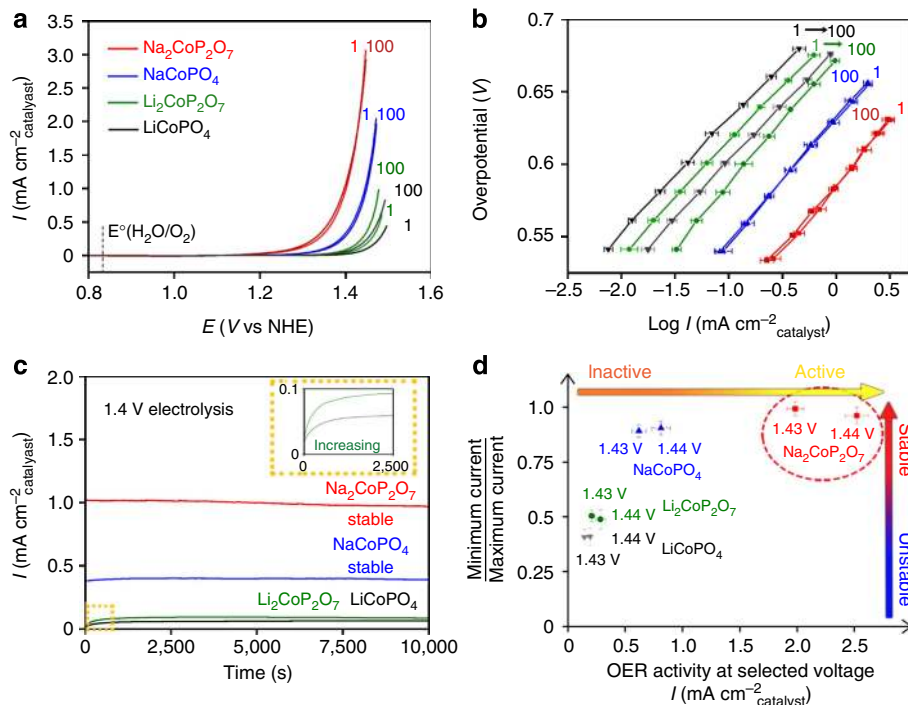 a
3.5
3.0
2.5
2.0
1.5
1.0
0.5
0
I (mA cm⁻²catalyast)
Na₂CoP₂O₇
NaCoPO₄
Li₂CoP₂O₇
LiCoPO₄
1 100
1 100
100
100
1
1
E°(H₂O/O₂)
0.8 1.0 1.2 1.4 1.6
E (V vs NHE)
b
0.7
0.65
0.6
0.55
Overpotential (V)
1 100
1 100
100 1
100 1
−2.5 −2.0 −1.5 −1.0 −0.5 0.0 0.5
Log I (mA cm⁻²catalyst)
c
2.0
1.5
1.0
0.5
0
I (mA cm⁻²catalyast)
1.4 V electrolysis
0.1
0
Increasing
2,500
Na₂CoP₂O₇
stable
NaCoPO₄
stable
Li₂CoP₂O₇ LiCoPO₄
0 2,500 5,000 7,500 10,000
Time (s)
d
Inactive Active
1.0
0.75
0.5
0.25
0
Minimum current
Maximum current
1.43 V 1.44 V
Na₂CoP₂O₇
1.43 V 1.44 V
NaCoPO₄
1.43 V
1.44 V Li₂CoP₂O₇
1.44 V LiCoPO₄
1.43 V
Stable
Unstable
0 0.5 1.0 1.5 2.0 2.5
OER activity at selected voltage
I (mA cm⁻²catalyst)